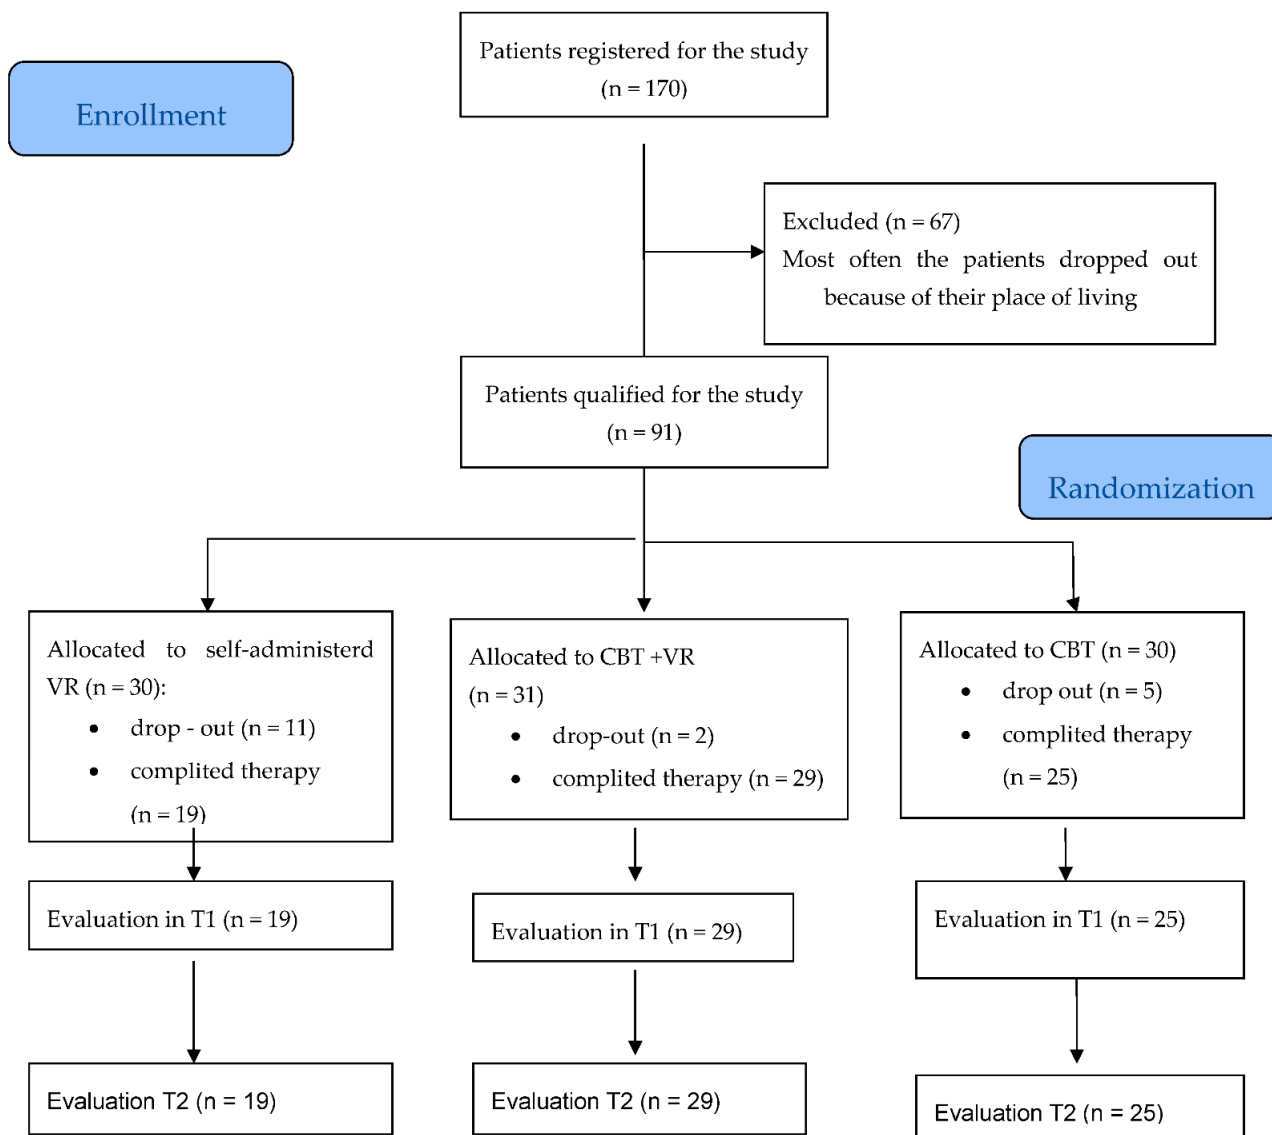 Patients registered for the study
(n = 170)
Enrollment
Excluded (n = 67)
Most often the patients dropped out
because of their place of living
Patients qualified for the study
(n = 91)
Randomization
Allocated to self-administerd
VR (n = 30):
• drop - out (n = 11)
• complited therapy
(n = 19)
Allocated to CBT +VR
(n = 31)
• drop-out (n = 2)
• complited therapy (n = 29)
Allocated to CBT (n = 30)
• drop out (n = 5)
• complited therapy
(n = 25)
Evaluation in T1 (n = 19)
Evaluation in T1 (n = 29)
Evaluation in T1 (n = 25)
Evaluation T2 (n = 19)
Evaluation T2 (n = 29)
Evaluation T2 (n = 25)